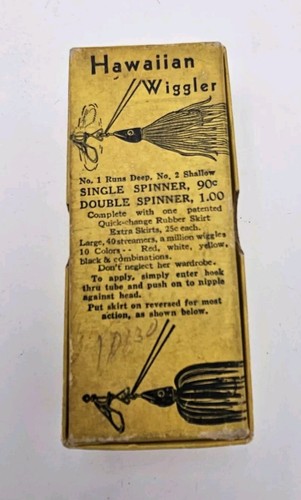 Hawaiian
Wiggler
No. 1 Runs Deep. No. 2 Shallow
SINGLE SPINNER, 90c
DOUBLE SPINNER, 1.00
Complete with one patented
Quick-change Rubber Skirt
Extra Skirts, 25c each.
Large, 40 streamers, a million wiggles
10 Colors - - Red, white, yellow,
black & combinations.
Don't neglect her wardrobe.
To apply, simply enter hook
thru tube and push on to nipple
against head.
Put skirt on reversed for most
action, as shown below.